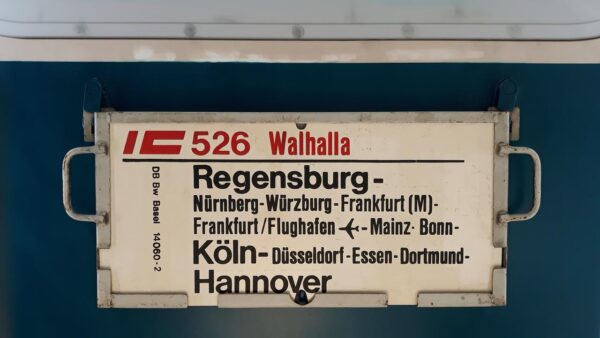 IC 526 Walhalla
Regensburg-
Nürnberg-Würzburg-Frankfurt (M)-
Frankfurt/Flughafen ✈-Mainz-Bonn-
Köln-Düsseldorf-Essen-Dortmund-
Hannover
DB Bw Basel 14060-2